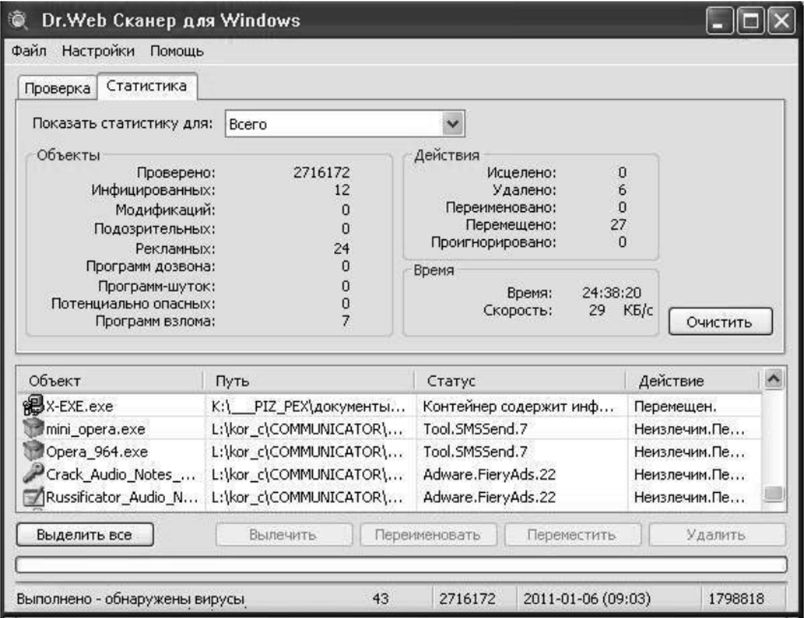 Dr.Web Сканер для Windows
Файл Настройки Помощь
Проверка Статистика
Показать статистику для: Всего
Объекты
Проверено: 2716172
Инфицированных: 12
Модификаций: 0
Подозрительных: 0
Рекламных: 24
Программ дозвона: 0
Программ-шуток: 0
Потенциально опасных: 0
Программ взлома: 7
Действия
Исцелено: 0
Удалено: 6
Переименовано: 0
Перемещено: 27
Проигнорировано: 0
Время
Время: 24:38:20
Скорость: 29 КБ/с
Очистить
Объект Путь Статус Действие
X-EXE.exe K:\___PIZ_PEX\документы... Контейнер содержит инф... Перемещен.
mini_opera.exe L:\kor_c\COMMUNICATOR\... Tool.SMSSend.7 Неизлечим.Пе...
Opera_964.exe L:\kor_c\COMMUNICATOR\... Tool.SMSSend.7 Неизлечим.Пе...
Crack_Audio_Notes_... L:\kor_c\COMMUNICATOR\... Adware.FieryAds.22 Неизлечим.Пе...
Russificator_Audio_N... L:\kor_c\COMMUNICATOR\... Adware.FieryAds.22 Неизлечим.Пе...
Выделить все Вылечить Переименовать Переместить Удалить
Выполнено - обнаружены вирусы 43 2716172 2011-01-06 (09:03) 1798818